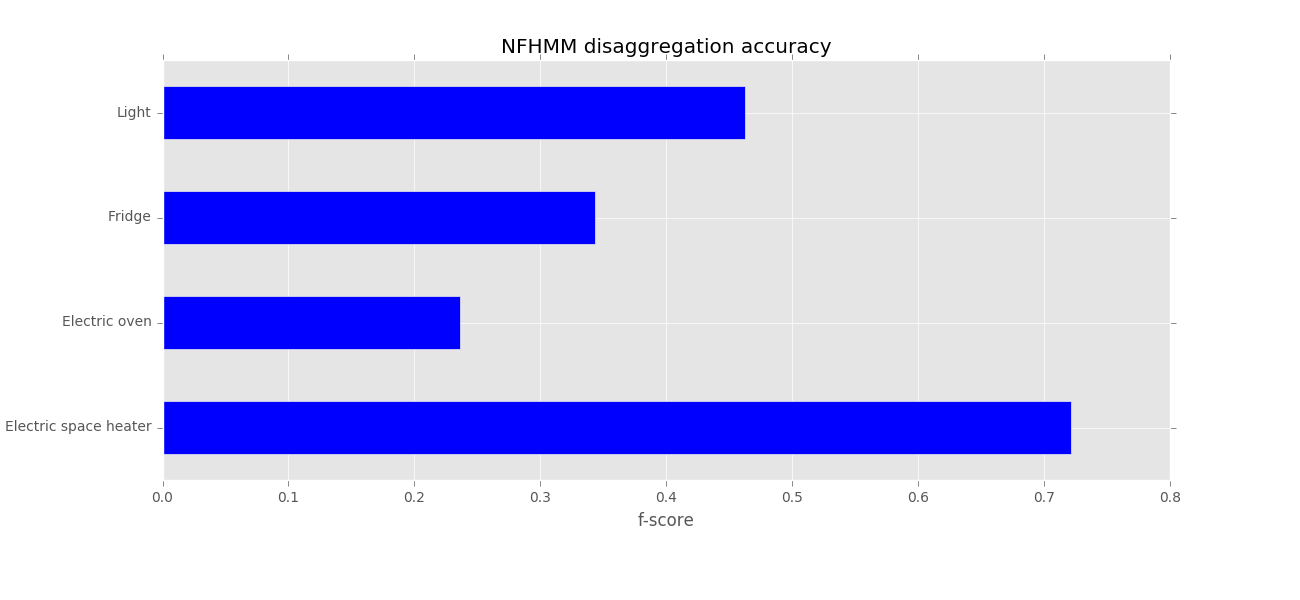 NFHMM disaggregation accuracy
Light
Fridge
Electric oven
Electric space heater
0.0 0.1 0.2 0.3 0.4 0.5 0.6 0.7 0.8
f-score